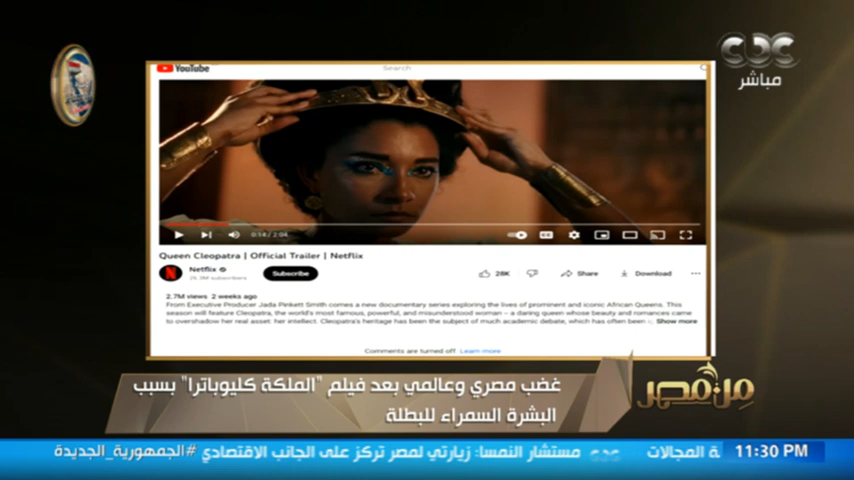 cbc
مباشر
YouTube
Search
0:14 / 2:04
Queen Cleopatra | Official Trailer | Netflix
Netflix
subscribers
Subscribe
28K
Share
Download
2.7M views 2 weeks ago
From Executive Producer Jada Pinkett Smith comes a new documentary series exploring the lives of prominent and iconic African Queens. This
season will feature Cleopatra, the world's most famous, powerful, and misunderstood woman – a daring queen whose beauty and romances came
to overshadow her real asset: her intellect. Cleopatra's heritage has been the subject of much academic debate, which has often been
Show more
Comments are turned off. Learn more
غضب مصري وعالمي بعد فيلم "الملكة كليوباترا" بسبب
البشرة السمراء للبطلة
من مصر
ة المجالات cbc مستشار النمسا: زيارتي لمصر تركز على الجانب الاقتصادي #الجمهورية_الجديدة
11:30 PM